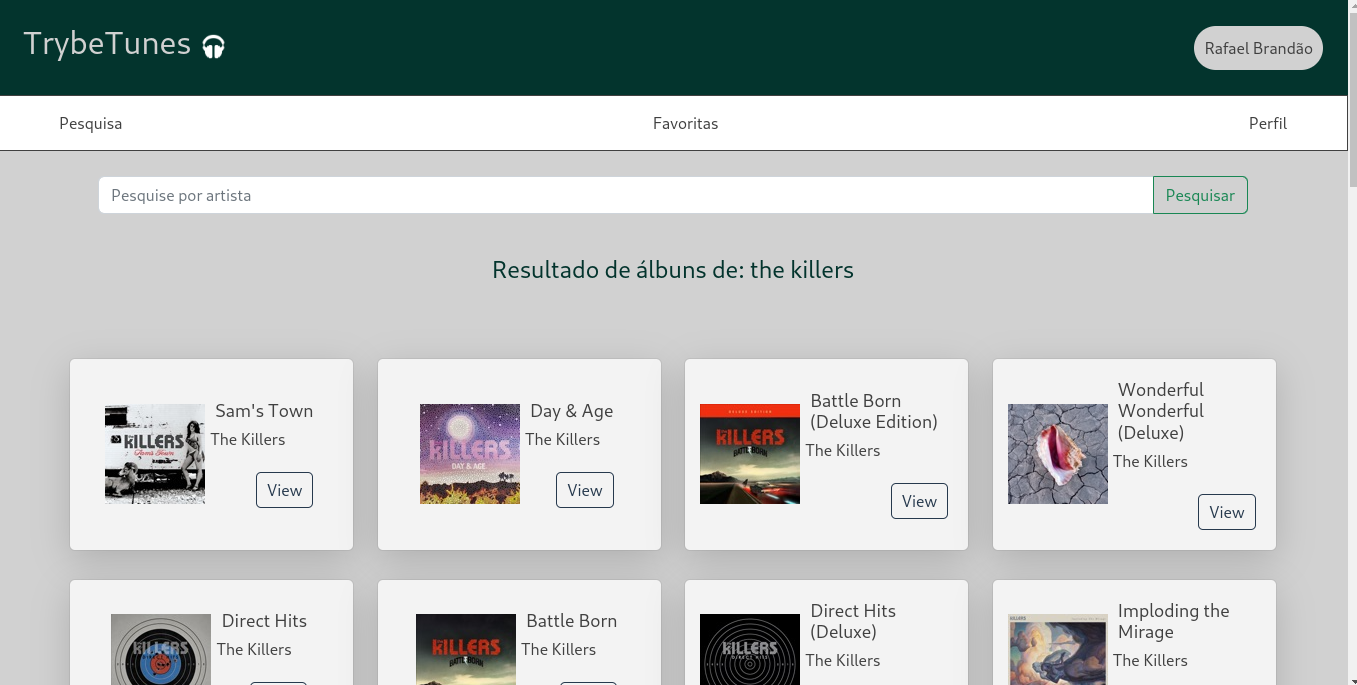 TrybeTunes
Rafael Brandão
Pesquisa
Favoritas
Perfil
Pesquise por artista
Pesquisar
Resultado de álbuns de: the killers
KILLERS
Sam's Town
Sam's Town
The Killers
View
KILLERS
DAY & AGE
Day & Age
The Killers
View
DELUXE EDITION
the KILLERS
BATTLE BORN
Battle Born
(Deluxe Edition)
The Killers
View
Wonderful
Wonderful
(Deluxe)
The Killers
View
KILLERS
Direct Hits
The Killers
the KILLERS
BATTLE BORN
Battle Born
The Killers
KILLERS
DIRECT HITS
Direct Hits
(Deluxe)
The Killers
KILLERS
Imploding the
Mirage
The Killers